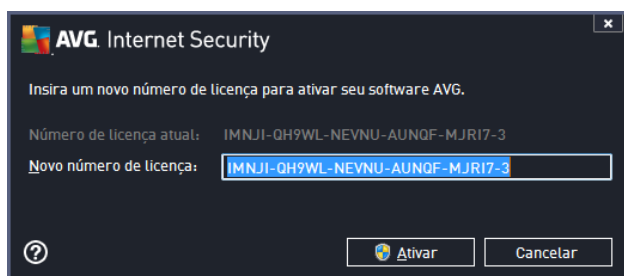 AVG. Internet Security
Insira um novo número de licença para ativar seu software AVG.
Número de licença atual: IMNJI-QH9WL-NEVNU-AUNQF-MJRI7-3
Novo número de licença: IMNJI-QH9WL-NEVNU-AUNQF-MJRI7-3
Ativar Cancelar